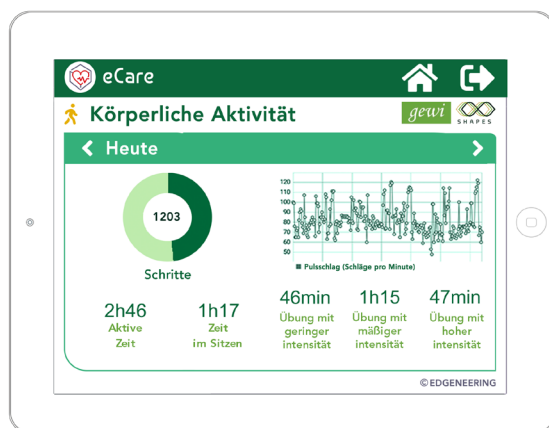 eCare
Körperliche Aktivität
gewi
SHAPES
Heute
1203
Schritte
120
110
100
90
80
70
60
50
Pulsschlag (Schläge pro Minute)
2h46
Aktive
Zeit
1h17
Zeit
im Sitzen
46min
Übung mit
geringer
intensität
1h15
Übung mit
mäßiger
intensität
47min
Übung mit
hoher
intensität
©EDGENEERING